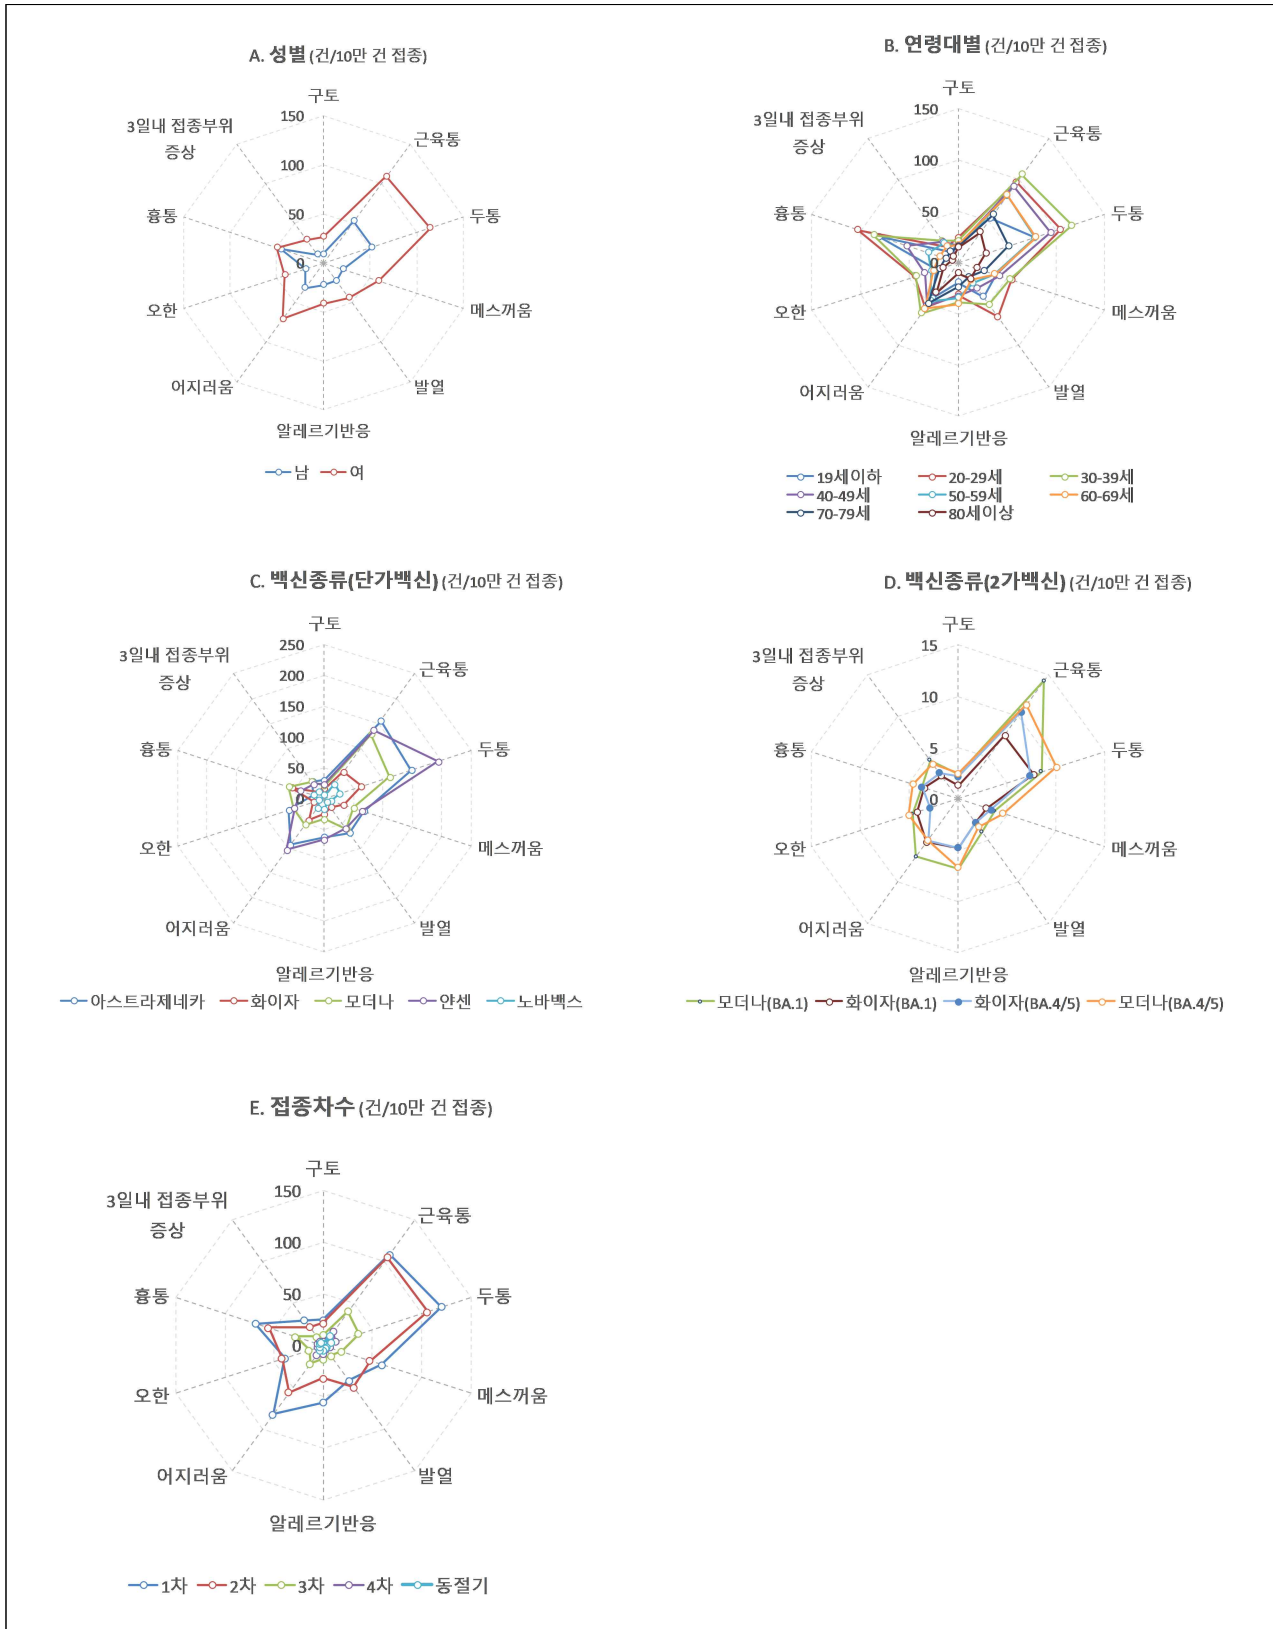 A. 성별 (건/10만 건 접종)
구토
근육통
두통
메스꺼움
발열
알레르기반응
어지러움
오한
흉통
3일내 접종부위
증상
150
100
50
0
남 여
B. 연령대별 (건/10만 건 접종)
구토
근육통
두통
메스꺼움
발열
알레르기반응
어지러움
오한
흉통
3일내 접종부위
증상
150
100
50
0
19세이하 20-29세 30-39세
40-49세 50-59세 60-69세
70-79세 80세이상
C. 백신종류(단가백신) (건/10만 건 접종)
구토
근육통
두통
메스꺼움
발열
알레르기반응
어지러움
오한
흉통
3일내 접종부위
증상
250
200
150
100
50
0
아스트라제네카 화이자 모더나 얀센 노바백스
D. 백신종류(2가백신) (건/10만 건 접종)
구토
근육통
두통
메스꺼움
발열
알레르기반응
어지러움
오한
흉통
3일내 접종부위
증상
15
10
5
0
모더나(BA.1) 화이자(BA.1) 화이자(BA.4/5) 모더나(BA.4/5)
E. 접종차수 (건/10만 건 접종)
구토
근육통
두통
메스꺼움
발열
알레르기반응
어지러움
오한
흉통
3일내 접종부위
증상
150
100
50
0
1차 2차 3차 4차 동절기